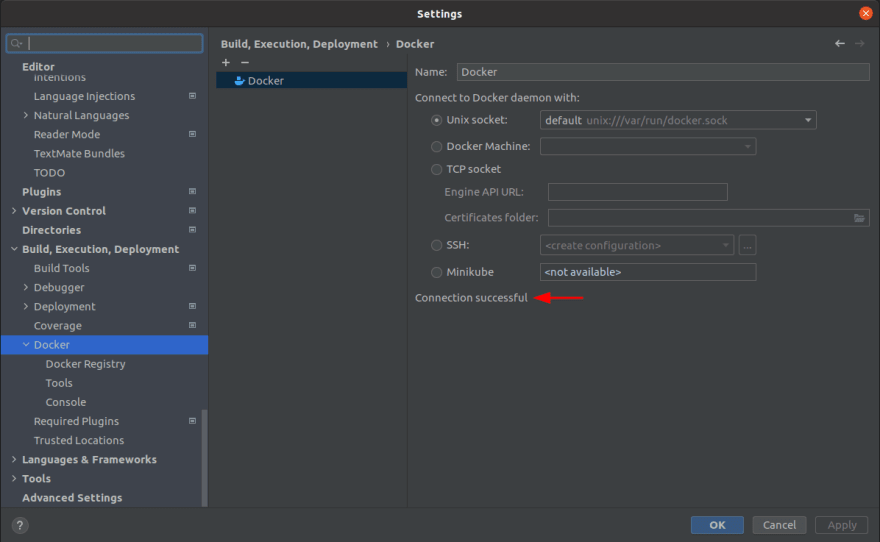 Settings
Editor
Intentions
Language Injections
Natural Languages
Reader Mode
TextMate Bundles
TODO
Plugins
Version Control
Directories
Build, Execution, Deployment
Build Tools
Debugger
Deployment
Coverage
Docker
Docker Registry
Tools
Console
Required Plugins
Trusted Locations
Languages & Frameworks
Tools
Advanced Settings
?
Build, Execution, Deployment › Docker
+ −
Docker
Name: Docker
Connect to Docker daemon with:
Unix socket: default unix:///var/run/docker.sock
Docker Machine:
TCP socket
Engine API URL:
Certificates folder:
SSH: <create configuration> ...
Minikube <not available>
Connection successful
OK Cancel Apply